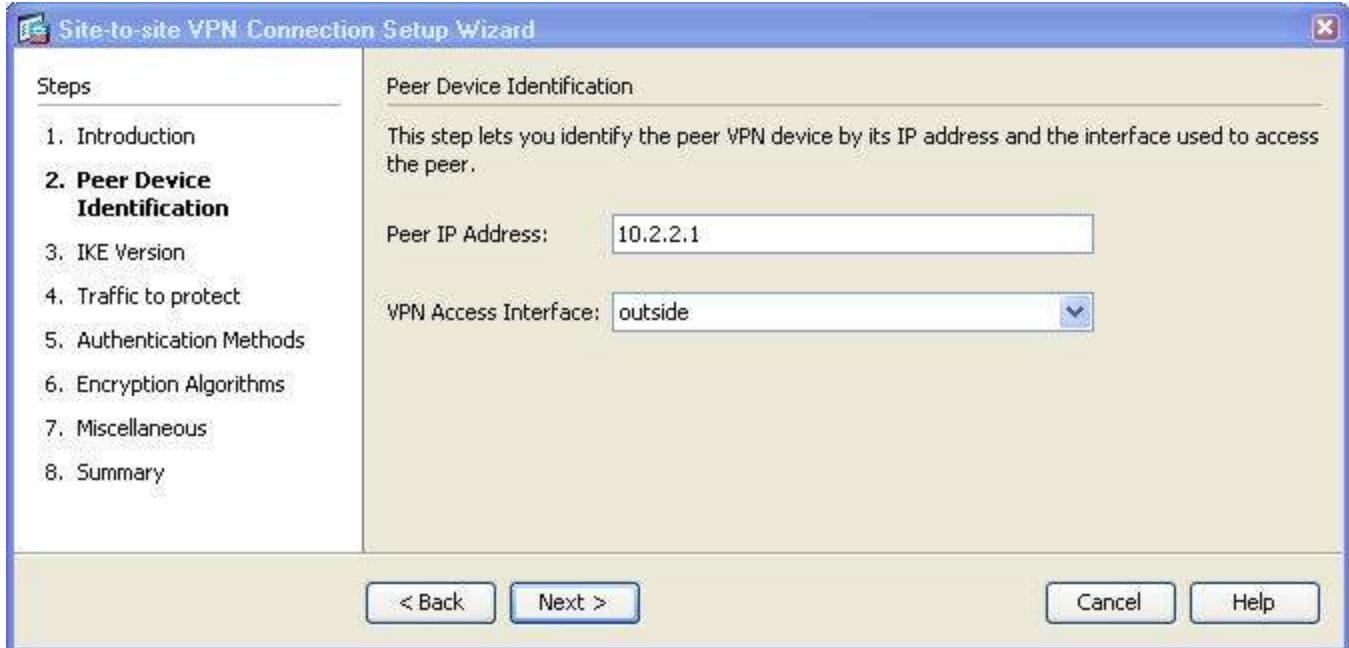 Site-to-site VPN Connection Setup Wizard
Steps
1. Introduction
2. Peer Device
Identification
3. IKE Version
4. Traffic to protect
5. Authentication Methods
6. Encryption Algorithms
7. Miscellaneous
8. Summary
Peer Device Identification
This step lets you identify the peer VPN device by its IP address and the interface used to access
the peer.
Peer IP Address: 10.2.2.1
VPN Access Interface: outside
< Back Next > Cancel Help